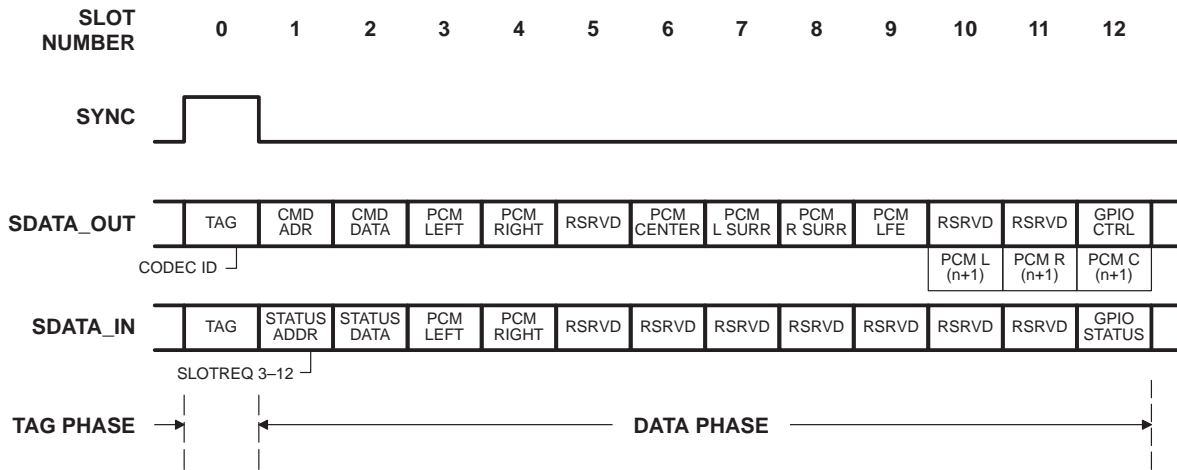 SLOT NUMBER 0 1 2 3 4 5 6 7 8 9 10 11 12
SYNC
SDATA_OUT TAG CMD ADR CMD DATA PCM LEFT PCM RIGHT RSRVD PCM CENTER PCM L SURR PCM R SURR PCM LFE RSRVD RSRVD GPIO CTRL
CODEC ID PCM L (n+1) PCM R (n+1) PCM C (n+1)
SDATA_IN TAG STATUS ADDR STATUS DATA PCM LEFT PCM RIGHT RSRVD RSRVD RSRVD RSRVD RSRVD RSRVD RSRVD GPIO STATUS
SLOTREQ 3–12
TAG PHASE DATA PHASE